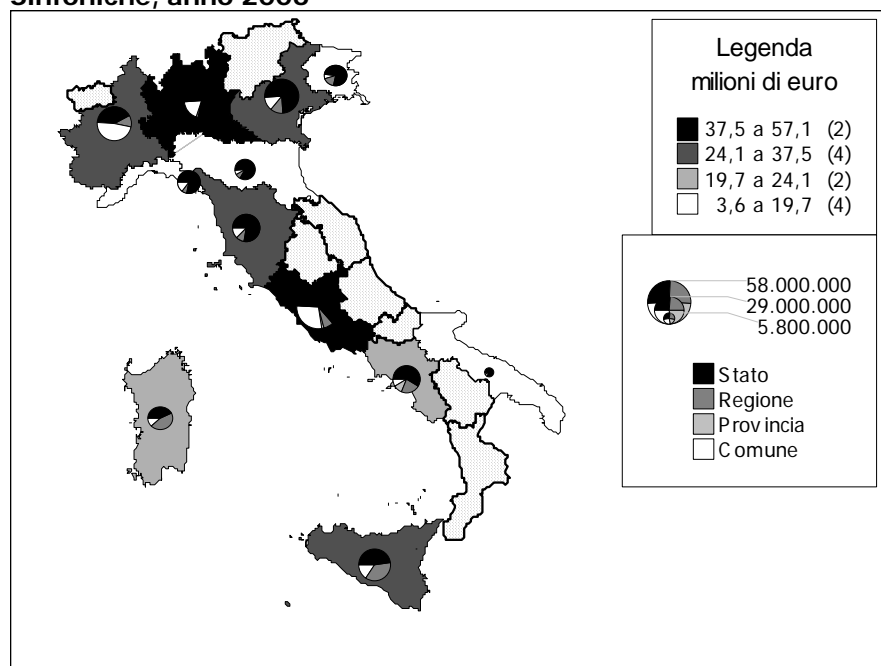 Legenda
milioni di euro
37,5 a 57,1 (2)
24,1 a 37,5 (4)
19,7 a 24,1 (2)
3,6 a 19,7 (4)
58.000.000
29.000.000
5.800.000
Stato
Regione
Provincia
Comune